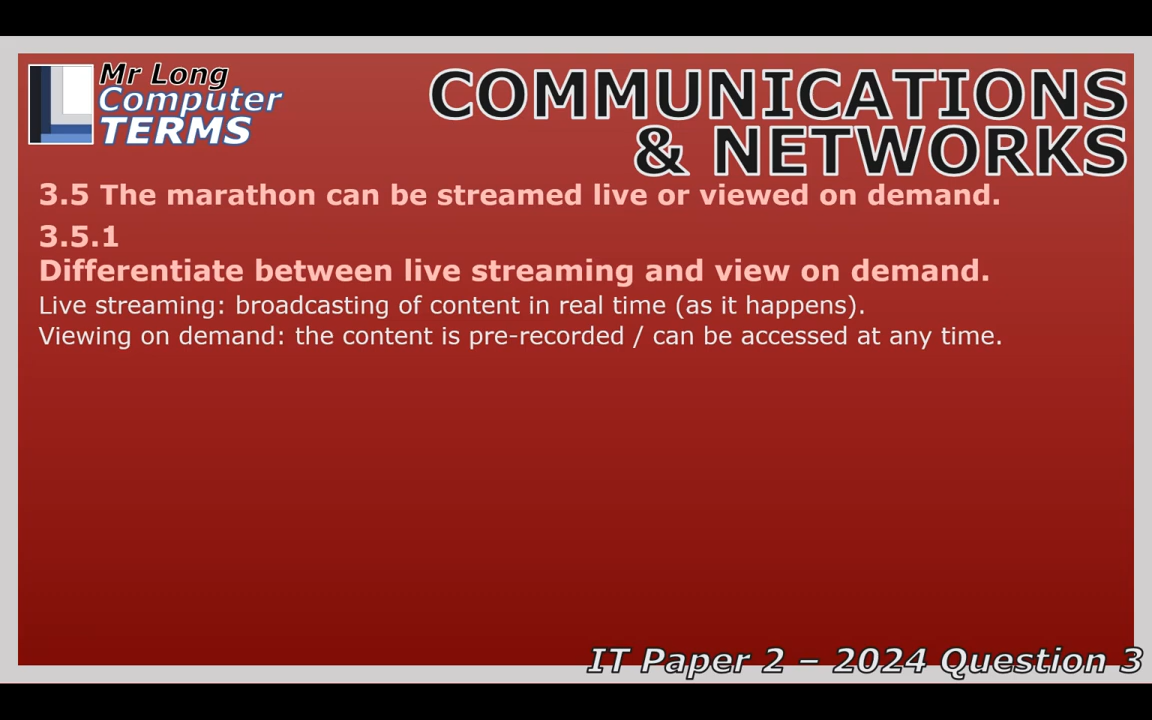 Mr Long
Computer
TERMS
COMMUNICATIONS
& NETWORKS
3.5 The marathon can be streamed live or viewed on demand.
3.5.1
Differentiate between live streaming and view on demand.
Live streaming: broadcasting of content in real time (as it happens).
Viewing on demand: the content is pre-recorded / can be accessed at any time.
IT Paper 2 – 2024 Question 3